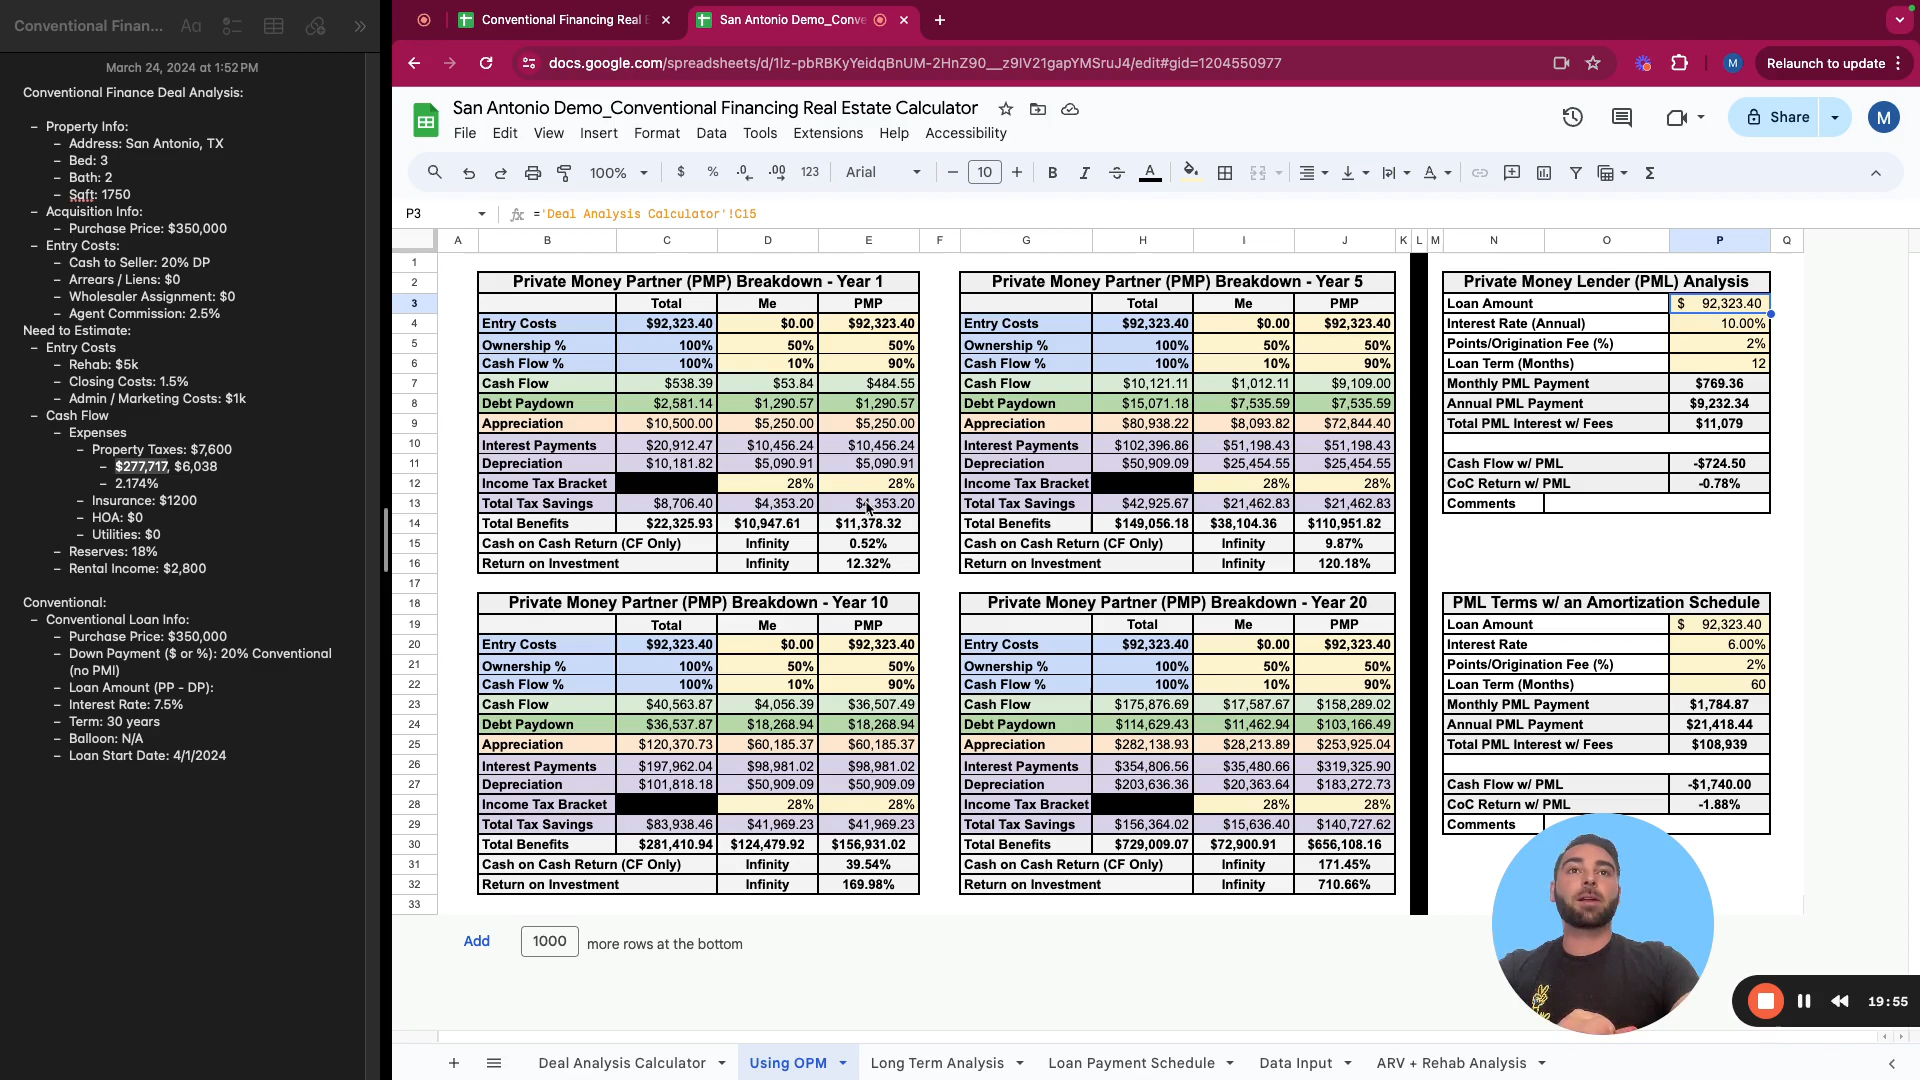 Conventional Finan...
March 24, 2024 at 1:52 PM
Conventional Finance Deal Analysis:
– Property Info:
– Address: San Antonio, TX
– Bed: 3
– Bath: 2
– Sqft: 1750
– Acquisition Info:
– Purchase Price: $350,000
– Entry Costs:
– Cash to Seller: 20% DP
– Arrears / Liens: $0
– Wholesaler Assignment: $0
– Agent Commission: 2.5%
Need to Estimate:
– Entry Costs
– Rehab: $5k
– Closing Costs: 1.5%
– Admin / Marketing Costs: $1k
– Cash Flow
– Expenses
– Property Taxes: $7,600
– $277,717, $6,038
– 2.174%
– Insurance: $1200
– HOA: $0
– Utilities: $0
– Reserves: 18%
– Rental Income: $2,800
Conventional:
– Conventional Loan Info:
– Purchase Price: $350,000
– Down Payment ($ or %): 20% Conventional
(no PMI)
– Loan Amount (PP - DP):
– Interest Rate: 7.5%
– Term: 30 years
– Balloon: N/A
– Loan Start Date: 4/1/2024
Conventional Financing Real E
San Antonio Demo_Conve
docs.google.com/spreadsheets/d/1lz-pbRBKyYeidqBnUM-2HnZ90__z9IV21gapYMSruJ4/edit#gid=1204550977
M
Relaunch to update
San Antonio Demo_Conventional Financing Real Estate Calculator
File Edit View Insert Format Data Tools Extensions Help Accessibility
Share
M
100% $ % .0 .00 123 Arial 10 B I S A
P3 fx ='Deal Analysis Calculator'!C15
A B C D E F G H I J K L M N O P Q
1
2 Private Money Partner (PMP) Breakdown - Year 1 Private Money Partner (PMP) Breakdown - Year 5 Private Money Lender (PML) Analysis
3 Total Me PMP Total Me PMP Loan Amount $ 92,323.40
4 Entry Costs $92,323.40 $0.00 $92,323.40 Entry Costs $92,323.40 $0.00 $92,323.40 Interest Rate (Annual) 10.00%
5 Ownership % 100% 50% 50% Ownership % 100% 50% 50% Points/Origination Fee (%) 2%
6 Cash Flow % 100% 10% 90% Cash Flow % 100% 10% 90% Loan Term (Months) 12
7 Cash Flow $538.39 $53.84 $484.55 Cash Flow $10,121.11 $1,012.11 $9,109.00 Monthly PML Payment $769.36
8 Debt Paydown $2,581.14 $1,290.57 $1,290.57 Debt Paydown $15,071.18 $7,535.59 $7,535.59 Annual PML Payment $9,232.34
9 Appreciation $10,500.00 $5,250.00 $5,250.00 Appreciation $80,938.22 $8,093.82 $72,844.40 Total PML Interest w/ Fees $11,079
10 Interest Payments $20,912.47 $10,456.24 $10,456.24 Interest Payments $102,396.86 $51,198.43 $51,198.43
11 Depreciation $10,181.82 $5,090.91 $5,090.91 Depreciation $50,909.09 $25,454.55 $25,454.55 Cash Flow w/ PML -$724.50
12 Income Tax Bracket 28% 28% Income Tax Bracket 28% 28% CoC Return w/ PML -0.78%
13 Total Tax Savings $8,706.40 $4,353.20 $4,353.20 Total Tax Savings $42,925.67 $21,462.83 $21,462.83 Comments
14 Total Benefits $22,325.93 $10,947.61 $11,378.32 Total Benefits $149,056.18 $38,104.36 $110,951.82
15 Cash on Cash Return (CF Only) Infinity 0.52% Cash on Cash Return (CF Only) Infinity 9.87%
16 Return on Investment Infinity 12.32% Return on Investment Infinity 120.18%
17
18 Private Money Partner (PMP) Breakdown - Year 10 Private Money Partner (PMP) Breakdown - Year 20 PML Terms w/ an Amortization Schedule
19 Total Me PMP Total Me PMP Loan Amount $ 92,323.40
20 Entry Costs $92,323.40 $0.00 $92,323.40 Entry Costs $92,323.40 $0.00 $92,323.40 Interest Rate 6.00%
21 Ownership % 100% 50% 50% Ownership % 100% 50% 50% Points/Origination Fee (%) 2%
22 Cash Flow % 100% 10% 90% Cash Flow % 100% 10% 90% Loan Term (Months) 60
23 Cash Flow $40,563.87 $4,056.39 $36,507.49 Cash Flow $175,876.69 $17,587.67 $158,289.02 Monthly PML Payment $1,784.87
24 Debt Paydown $36,537.87 $18,268.94 $18,268.94 Debt Paydown $114,629.43 $11,462.94 $103,166.49 Annual PML Payment $21,418.44
25 Appreciation $120,370.73 $60,185.37 $60,185.37 Appreciation $282,138.93 $28,213.89 $253,925.04 Total PML Interest w/ Fees $108,939
26 Interest Payments $197,962.04 $98,981.02 $98,981.02 Interest Payments $354,806.56 $35,480.66 $319,325.90
27 Depreciation $101,818.18 $50,909.09 $50,909.09 Depreciation $203,636.36 $20,363.64 $183,272.73 Cash Flow w/ PML -$1,740.00
28 Income Tax Bracket 28% 28% Income Tax Bracket 28% 28% CoC Return w/ PML -1.88%
29 Total Tax Savings $83,938.46 $41,969.23 $41,969.23 Total Tax Savings $156,364.02 $15,636.40 $140,727.62 Comments
30 Total Benefits $281,410.94 $124,479.92 $156,931.02 Total Benefits $729,009.07 $72,900.91 $656,108.16
31 Cash on Cash Return (CF Only) Infinity 39.54% Cash on Cash Return (CF Only) Infinity 171.45%
32 Return on Investment Infinity 169.98% Return on Investment Infinity 710.66%
33
Add 1000 more rows at the bottom
19:55
Deal Analysis Calculator Using OPM Long Term Analysis Loan Payment Schedule Data Input ARV + Rehab Analysis